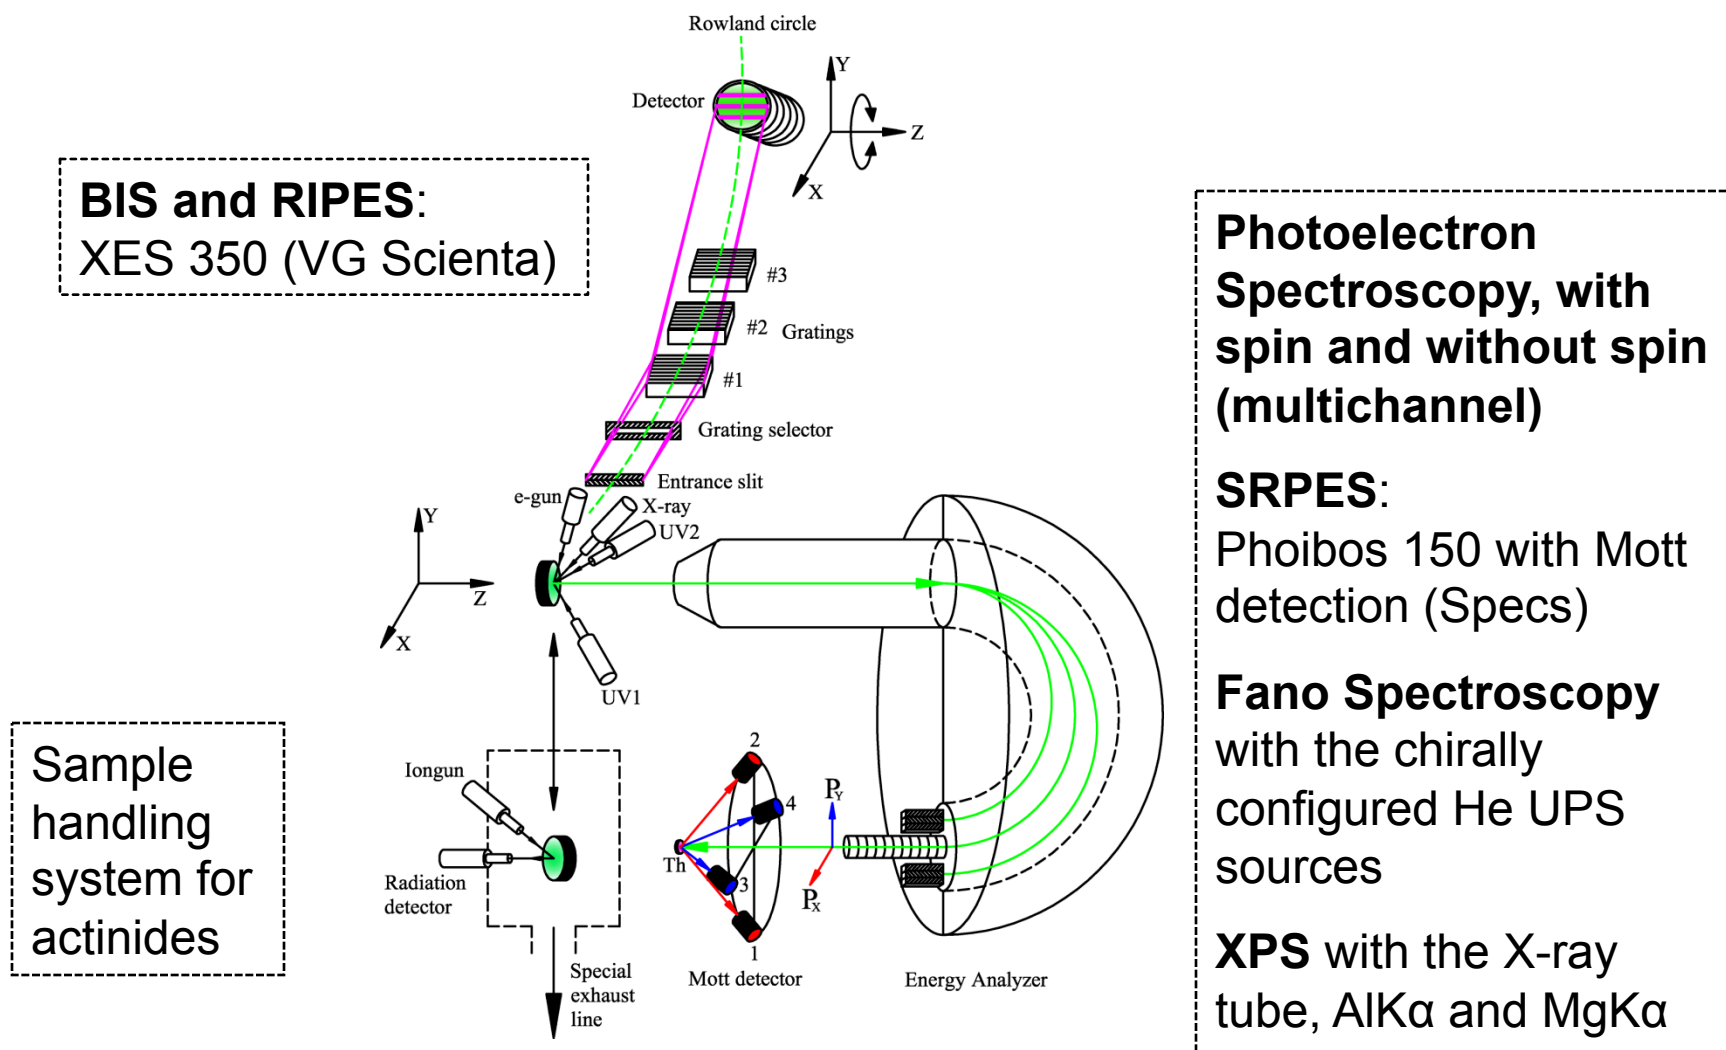 Rowland circle
Detector
Y
Z
X
BIS and RIPES:
XES 350 (VG Scienta)
#3
#2 Gratings
#1
Grating selector
Entrance slit
e-gun
X-ray
UV2
Y
Z
X
UV1
Photoelectron
Spectroscopy, with
spin and without spin
(multichannel)
SRPES:
Phoibos 150 with Mott
detection (Specs)
Fano Spectroscopy
with the chirally
configured He UPS
sources
XPS with the X-ray
tube, AlKα and MgKα
Sample
handling
system for
actinides
Iongun
Radiation
detector
Special
exhaust
line
2
4
Th
3
1
Mott detector
PY
PX
Energy Analyzer